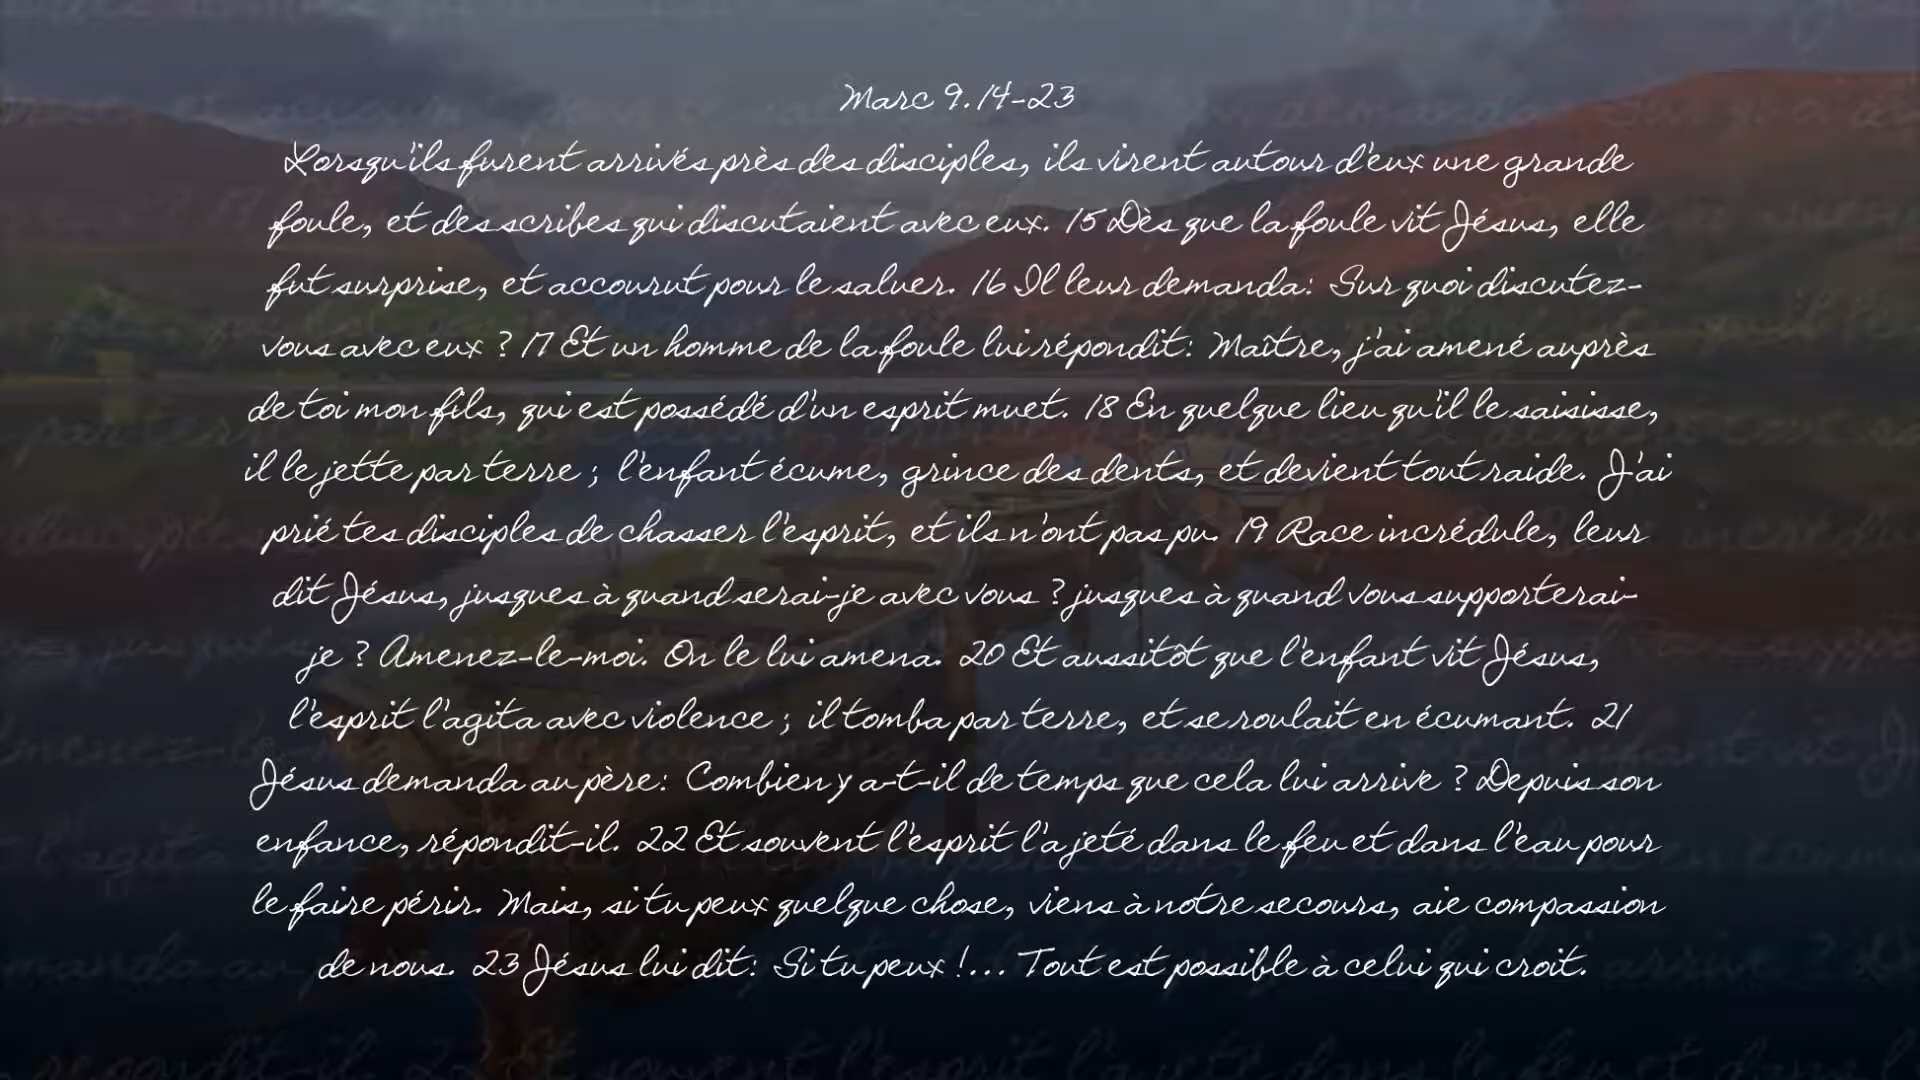 Marc 9.14-23
Lorsqu'ils furent arrivés près des disciples, ils virent autour d'eux une grande
foule, et des scribes qui discutaient avec eux. 15 Dès que la foule vit Jésus, elle
fut surprise, et accourut pour le saluer. 16 Il leur demanda: Sur quoi discutez-
vous avec eux ? 17 Et un homme de la foule lui répondit: Maître, j'ai amené auprès
de toi mon fils, qui est possédé d'un esprit muet. 18 En quelque lieu qu'il le saisisse,
il le jette par terre ; l'enfant écume, grince des dents, et devient tout raide. J'ai
prié tes disciples de chasser l'esprit, et ils n'ont pas pu. 19 Race incrédule, leur
dit Jésus, jusques à quand serai-je avec vous ? jusques à quand vous supporterai-
je ? Amenez-le-moi. On le lui amena. 20 Et aussitôt que l'enfant vit Jésus,
l'esprit l'agita avec violence ; il tomba par terre, et se roulait en écumant. 21
Jésus demanda au père: Combien y a-t-il de temps que cela lui arrive ? Depuis son
enfance, répondit-il. 22 Et souvent l'esprit l'a jeté dans le feu et dans l'eau pour
le faire périr. Mais, si tu peux quelque chose, viens à notre secours, aie compassion
de nous. 23 Jésus lui dit: Si tu peux !... Tout est possible à celui qui croit.